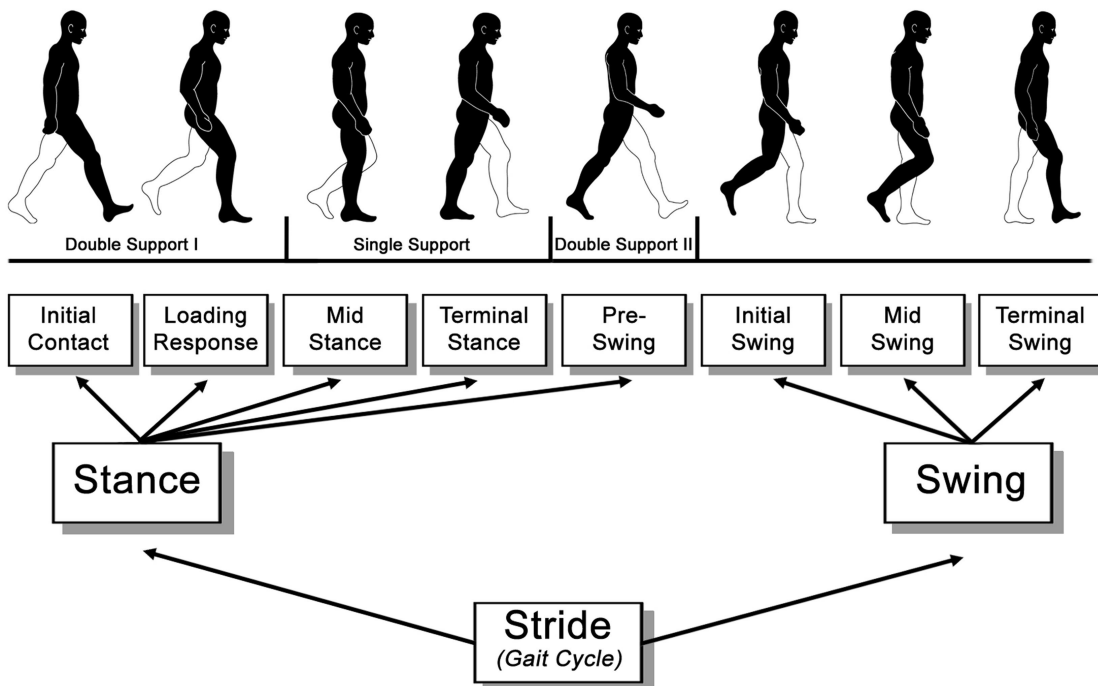 Double Support I
Single Support
Double Support II
Initial
Contact
Loading
Response
Mid
Stance
Terminal
Stance
Pre-
Swing
Initial
Swing
Mid
Swing
Terminal
Swing
Stance
Swing
Stride
(Gait Cycle)